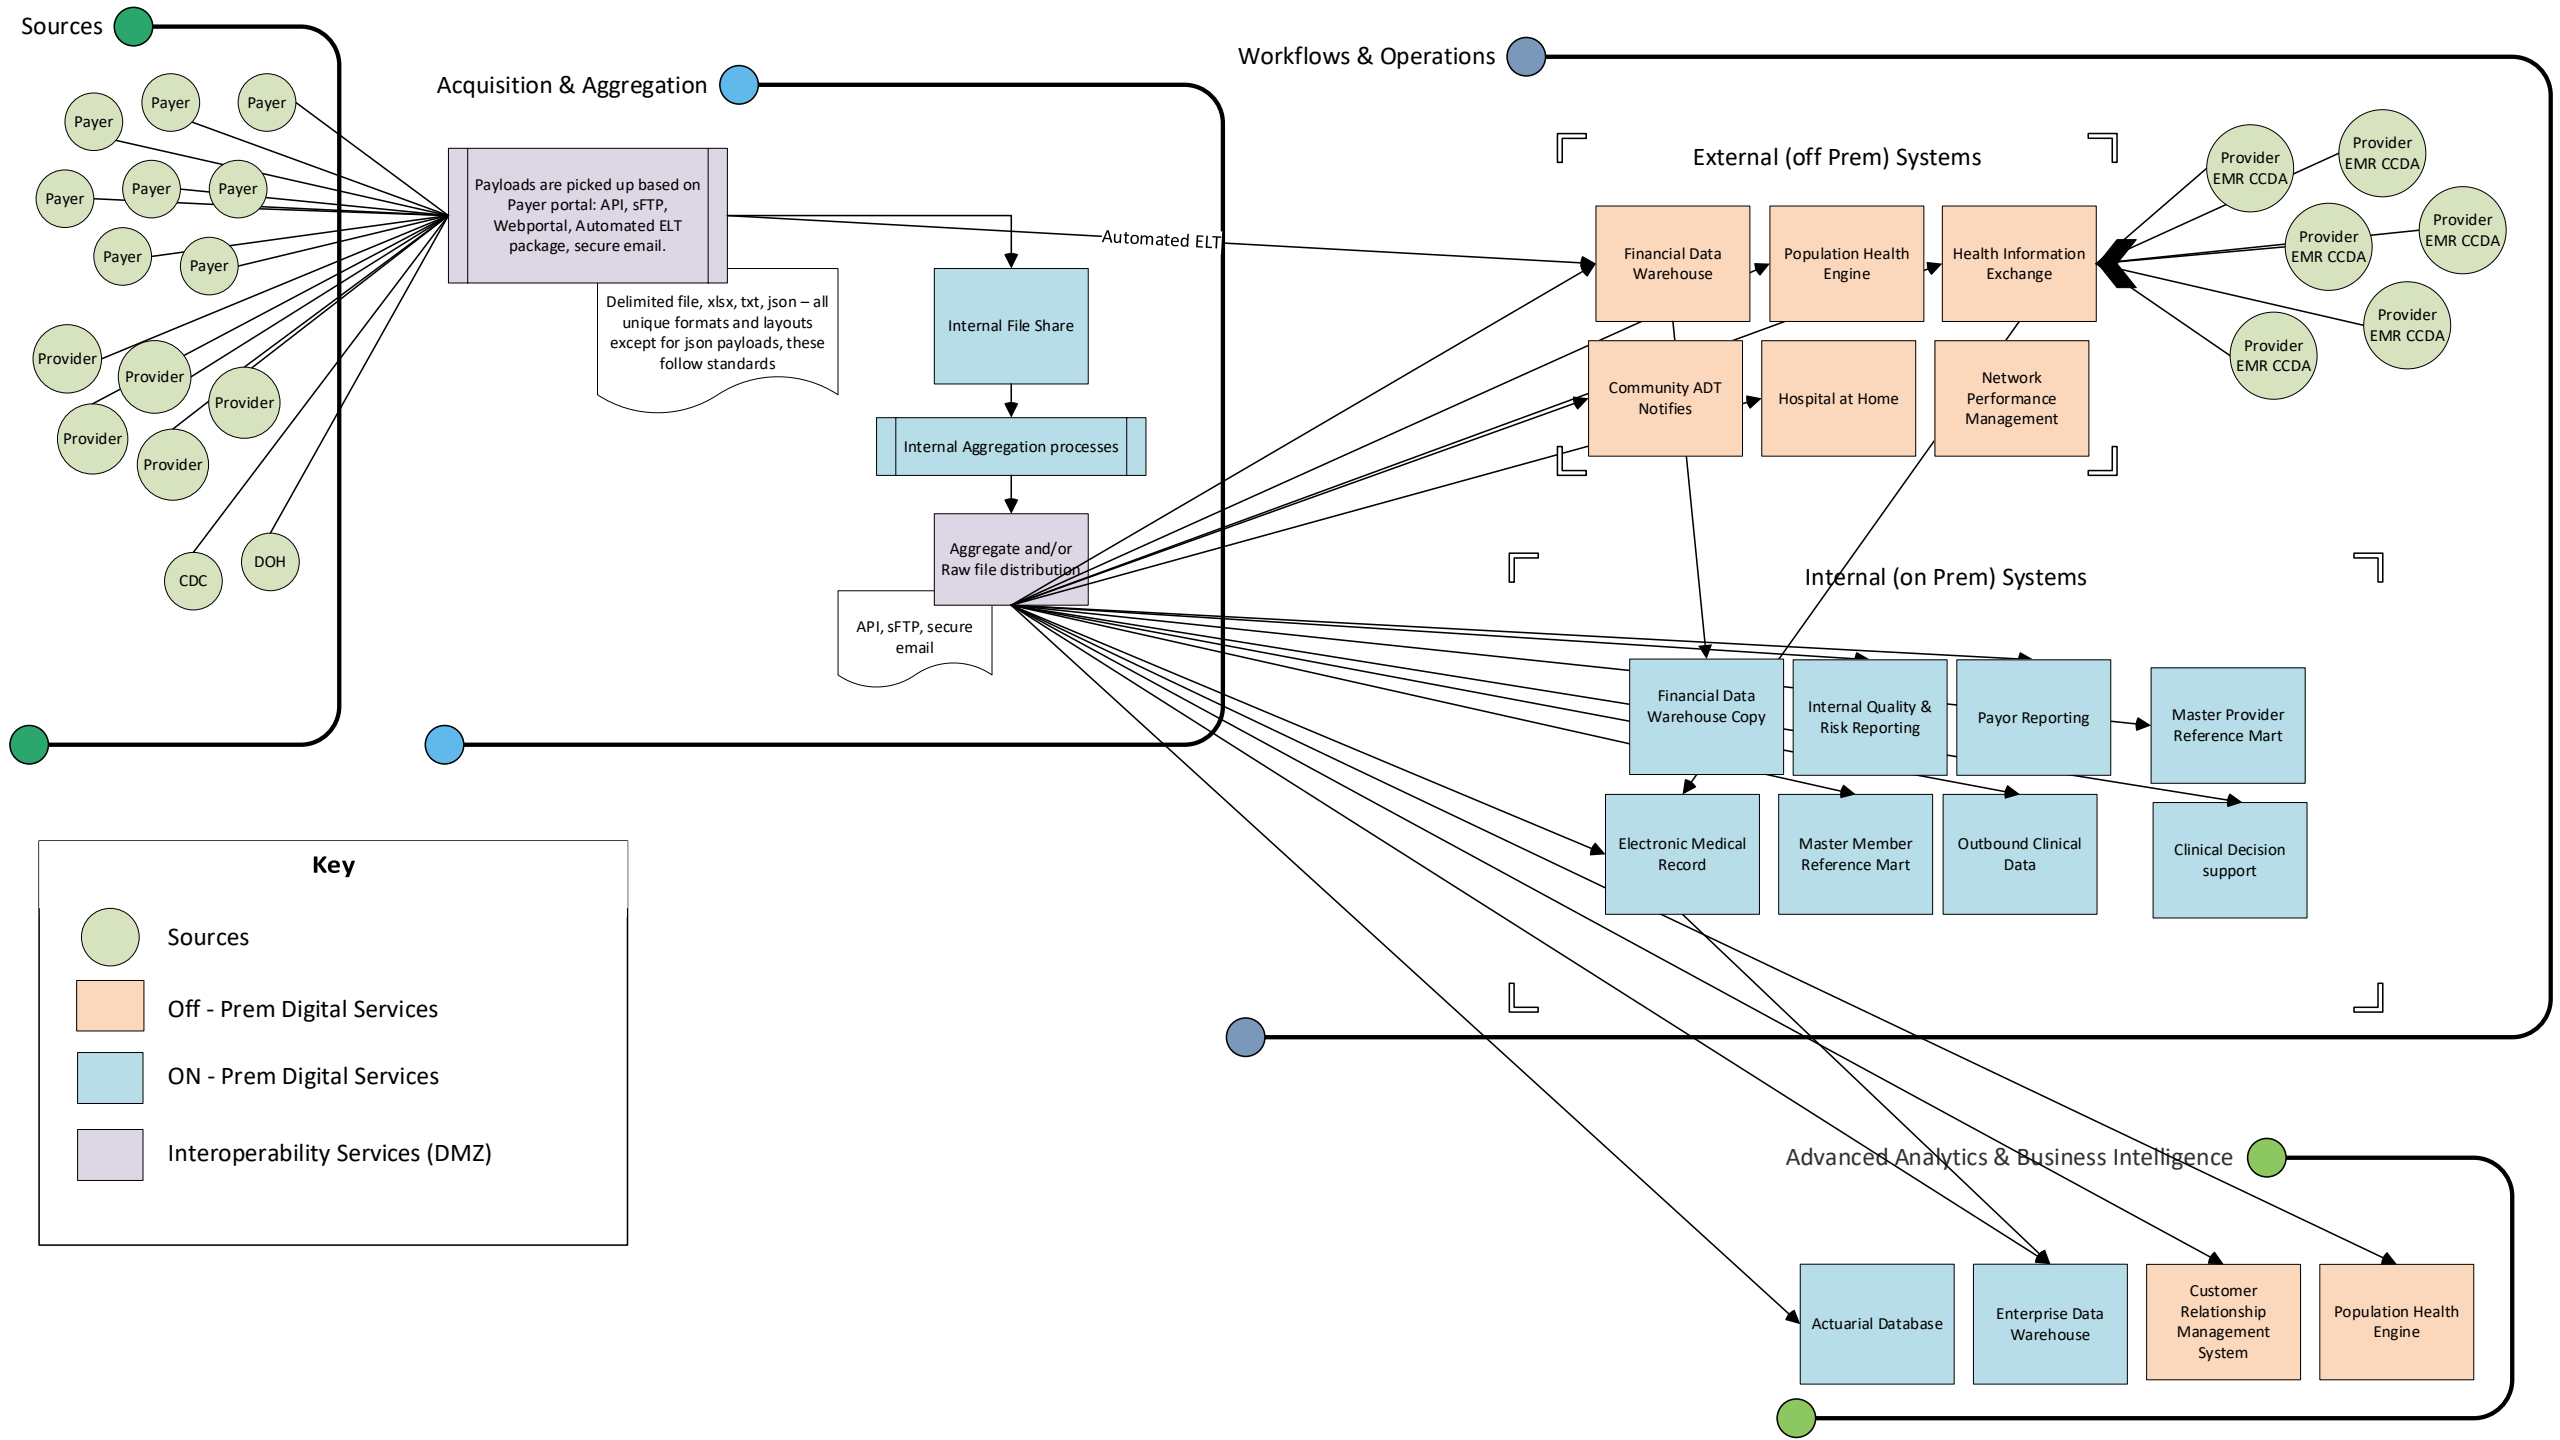 Sources
Payer
Payer
Payer
Payer
Payer
Payer
Payer
Payer
Provider
Provider
Provider
Provider
Provider
CDC
DOH
Acquisition & Aggregation
Payloads are picked up based on
Payer portal: API, sFTP,
Webportal, Automated ELT
package, secure email.
Delimited file, xlsx, txt, json – all
unique formats and layouts
except for json payloads, these
follow standards
Automated ELT
Internal File Share
Internal Aggregation processes
Aggregate and/or
Raw file distribution
API, sFTP, secure
email
Workflows & Operations
External (off Prem) Systems
Financial Data
Warehouse
Population Health
Engine
Health Information
Exchange
Community ADT
Notifies
Hospital at Home
Network
Performance
Management
Provider
EMR CCDA
Provider
EMR CCDA
Provider
EMR CCDA
Provider
EMR CCDA
Provider
EMR CCDA
Provider
EMR CCDA
Internal (on Prem) Systems
Financial Data
Warehouse Copy
Internal Quality &
Risk Reporting
Payor Reporting
Master Provider
Reference Mart
Electronic Medical
Record
Master Member
Reference Mart
Outbound Clinical
Data
Clinical Decision
support
Advanced Analytics & Business Intelligence
Actuarial Database
Enterprise Data
Warehouse
Customer
Relationship
Management
System
Population Health
Engine
Key
Sources
Off - Prem Digital Services
ON - Prem Digital Services
Interoperability Services (DMZ)